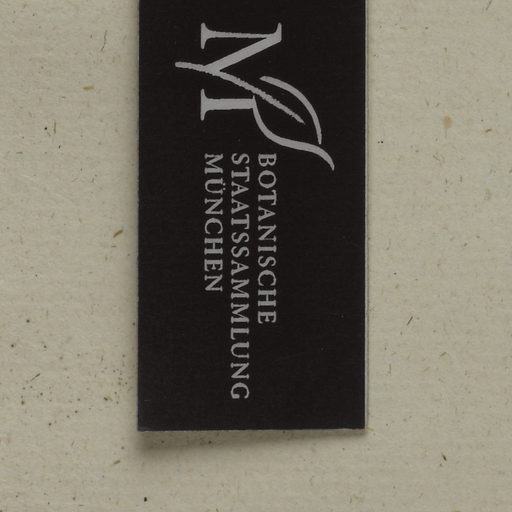 M
BOTANISCHE
STAATSSAMMLUNG
MÜNCHEN